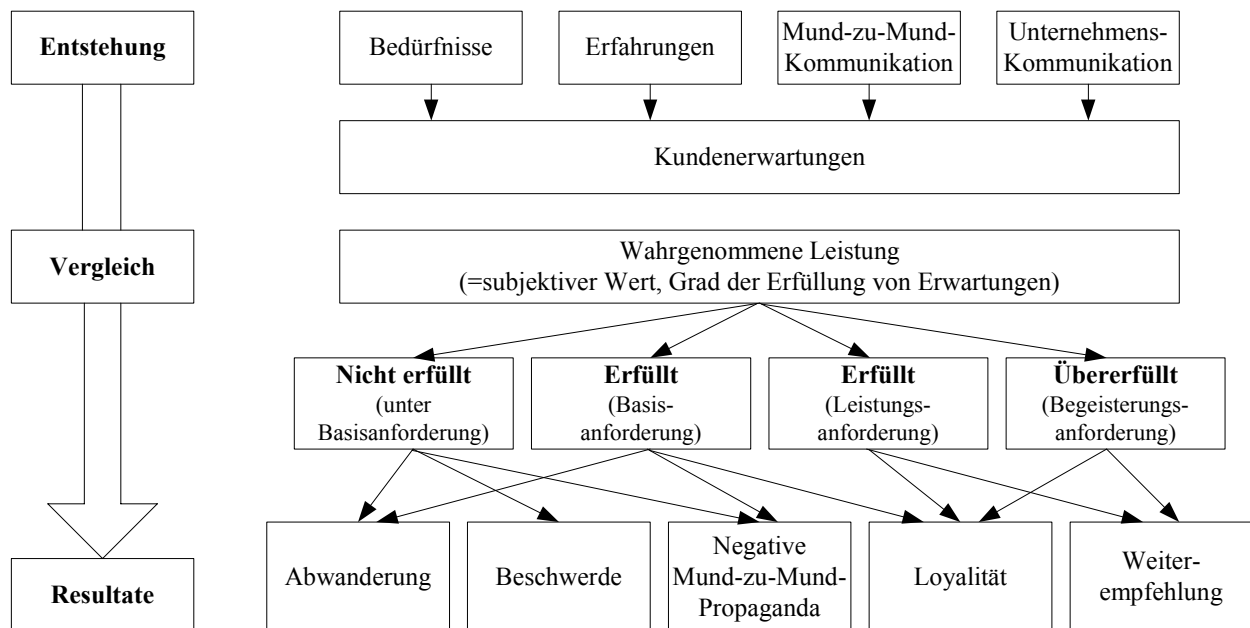 Entstehung
Bedürfnisse
Erfahrungen
Mund-zu-Mund-
Kommunikation
Unternehmens-
Kommunikation
Kundenerwartungen
Vergleich
Wahrgenommene Leistung
(=subjektiver Wert, Grad der Erfüllung von Erwartungen)
Nicht erfüllt
(unter
Basisanforderung)
Erfüllt
(Basis-
anforderung)
Erfüllt
(Leistungs-
anforderung)
Übererfüllt
(Begeisterungs-
anforderung)
Resultate
Abwanderung
Beschwerde
Negative
Mund-zu-Mund-
Propaganda
Loyalität
Weiter-
empfehlung